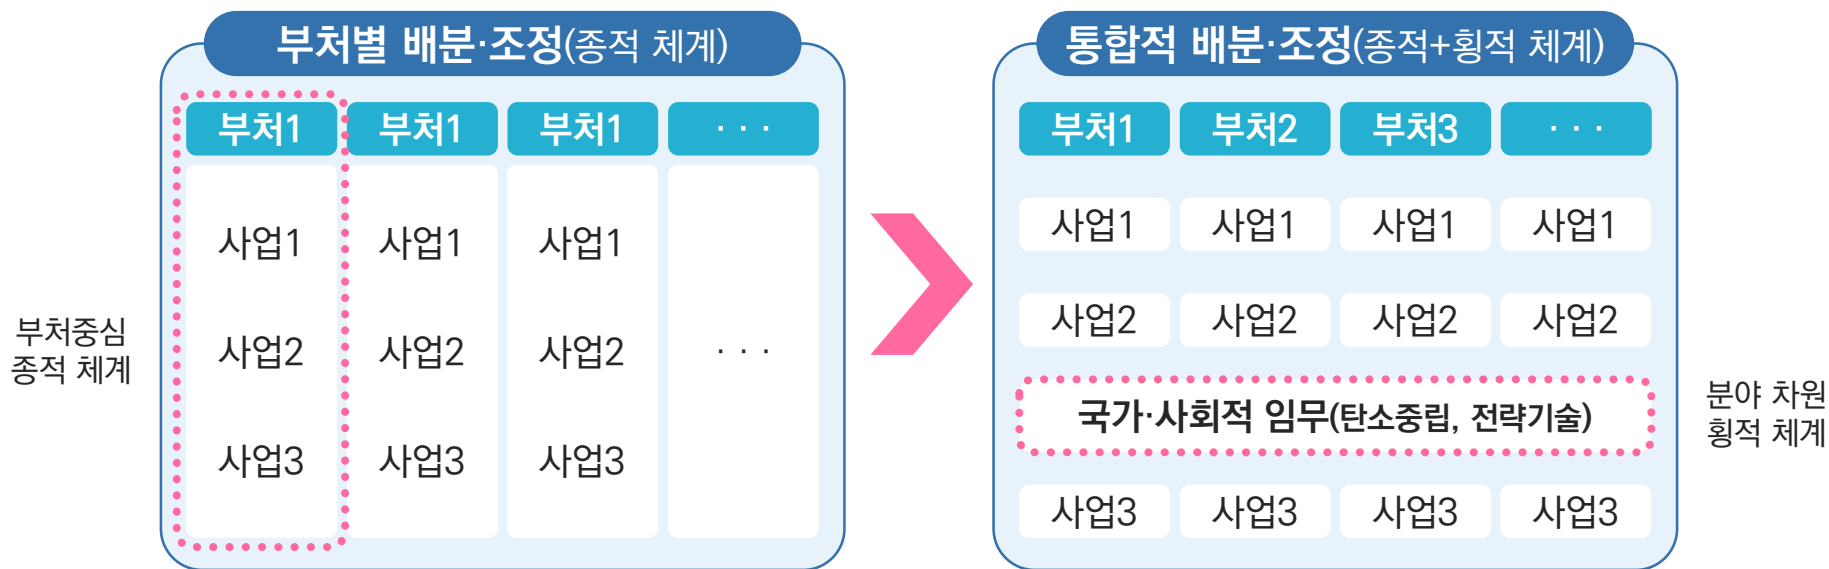 부처별 배분·조정(종적 체계)
부처1 부처1 부처1 · · ·
사업1 사업1 사업1
사업2 사업2 사업2 · · ·
사업3 사업3 사업3
부처중심
종적 체계
통합적 배분·조정(종적+횡적 체계)
부처1 부처2 부처3 · · ·
사업1 사업1 사업1 사업1
사업2 사업2 사업2 사업2
국가·사회적 임무(탄소중립, 전략기술)
사업3 사업3 사업3 사업3
분야 차원
횡적 체계